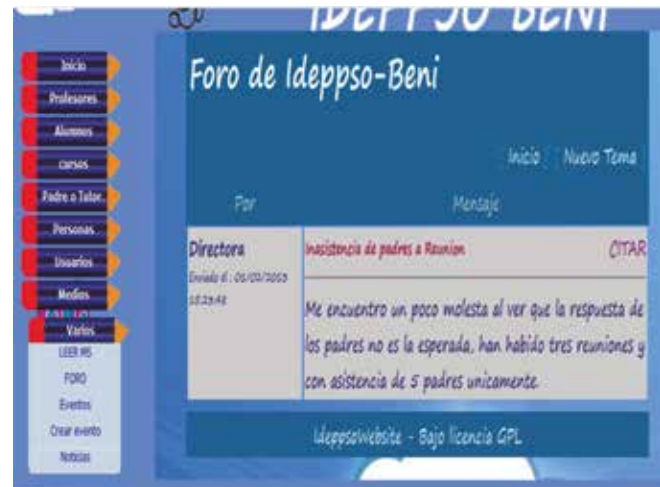 IDEPPSO BENI
Foro de Ideppso-Beni
Inicio Nuevo Tema
Por Mensaje
Directora
Inasistencia de padres a Reunion CITAR
Enviado el :
Me encuentro un poco molesta al ver que la respuesta de
los padres no es la esperada, han habido tres reuniones y
con asistencia de 5 padres unicamente.
IdeppsoWebsite - Bajo licencia GPL
Inicio
Profesores
Alumnos
cursos
Padre o Tutor
Personas
Usuarios
Medios
Varios
LEER MS
FORO
Eventos
Crear evento
Noticias